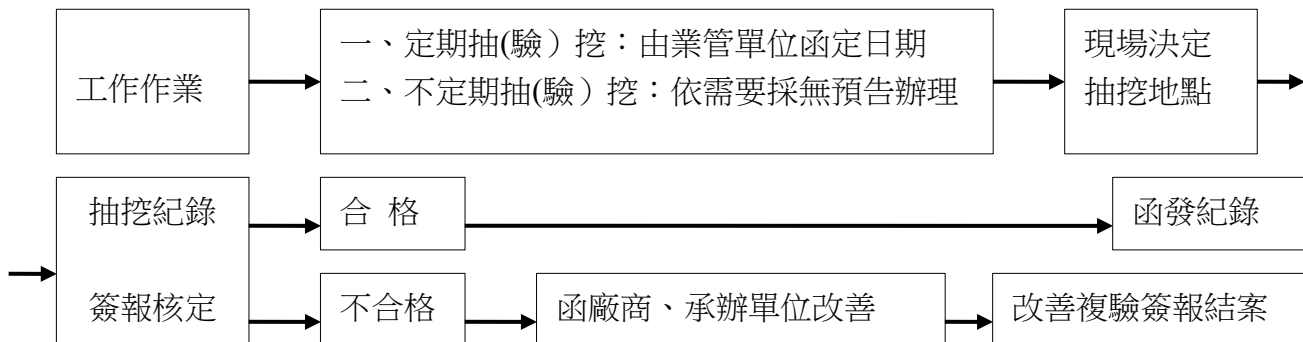 工作作業
一、定期抽(驗）挖：由業管單位函定日期
二、不定期抽(驗）挖：依需要採無預告辦理
現場決定
抽挖地點
抽挖紀錄
簽報核定
合 格
函發紀錄
不合格
函廠商、承辦單位改善
改善複驗簽報結案